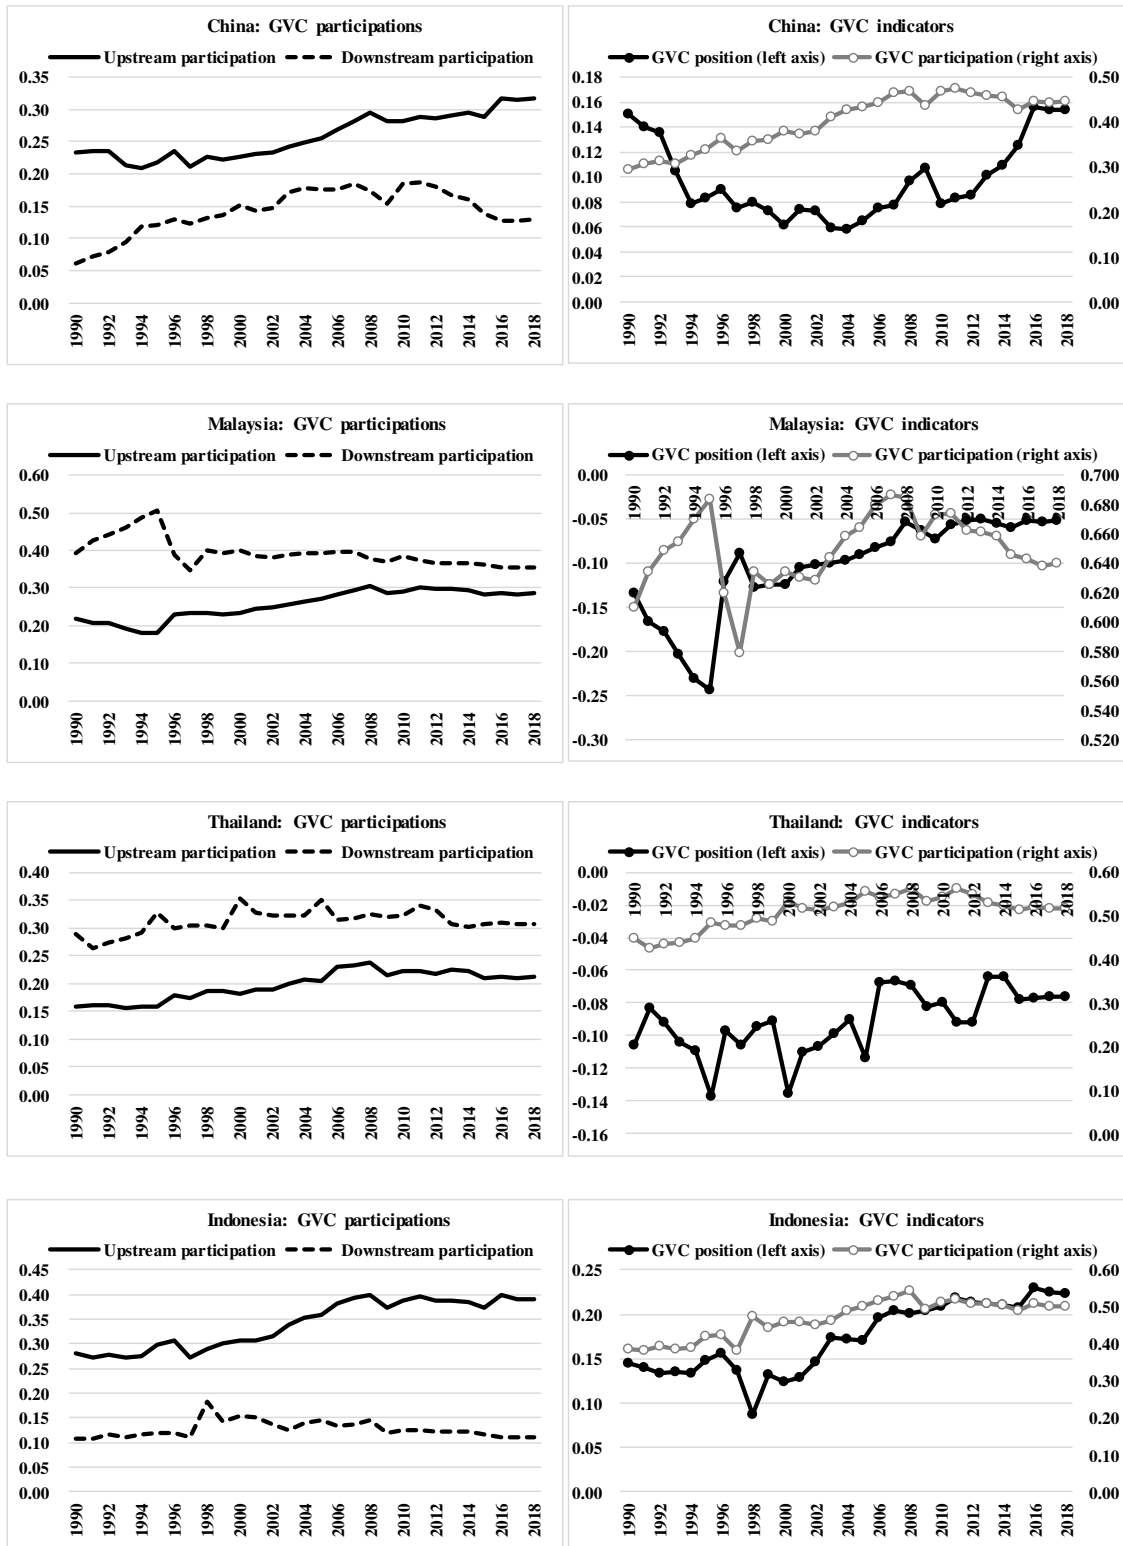 China: GVC participations
Upstream participation Downstream participation
0.35
0.30
0.25
0.20
0.15
0.10
0.05
0.00
1990 1992 1994 1996 1998 2000 2002 2004 2006 2008 2010 2012 2014 2016 2018
China: GVC indicators
GVC position (left axis) GVC participation (right axis)
0.18 0.50
0.16
0.14 0.40
0.12
0.10 0.30
0.08
0.06 0.20
0.04 0.10
0.02
0.00 0.00
1990 1992 1994 1996 1998 2000 2002 2004 2006 2008 2010 2012 2014 2016 2018
Malaysia: GVC participations
Upstream participation Downstream participation
0.60
0.50
0.40
0.30
0.20
0.10
0.00
1990 1992 1994 1996 1998 2000 2002 2004 2006 2008 2010 2012 2014 2016 2018
Malaysia: GVC indicators
GVC position (left axis) GVC participation (right axis)
0.00 0.700
1990 1992 1994 1996 1998 2000 2002 2004 2006 2008 2010 2012 2014 2016 2018
0.680
-0.05 0.660
-0.10 0.640
0.620
-0.15 0.600
-0.20 0.580
0.560
-0.25 0.540
-0.30 0.520
Thailand: GVC participations
Upstream participation Downstream participation
0.40
0.35
0.30
0.25
0.20
0.15
0.10
0.05
0.00
1990 1992 1994 1996 1998 2000 2002 2004 2006 2008 2010 2012 2014 2016 2018
Thailand: GVC indicators
GVC position (left axis) GVC participation (right axis)
0.00 0.60
1990 1992 1994 1996 1998 2000 2002 2004 2006 2008 2010 2012 2014 2016 2018
-0.02 0.50
-0.04 0.40
-0.06
-0.08 0.30
-0.10 0.20
-0.12
-0.14 0.10
-0.16 0.00
Indonesia: GVC participations
Upstream participation Downstream participation
0.45
0.40
0.35
0.30
0.25
0.20
0.15
0.10
0.05
0.00
1990 1992 1994 1996 1998 2000 2002 2004 2006 2008 2010 2012 2014 2016 2018
Indonesia: GVC indicators
GVC position (left axis) GVC participation (right axis)
0.25 0.60
0.20 0.50
0.40
0.15 0.30
0.10
0.20
0.05 0.10
0.00 0.00
1990 1992 1994 1996 1998 2000 2002 2004 2006 2008 2010 2012 2014 2016 2018